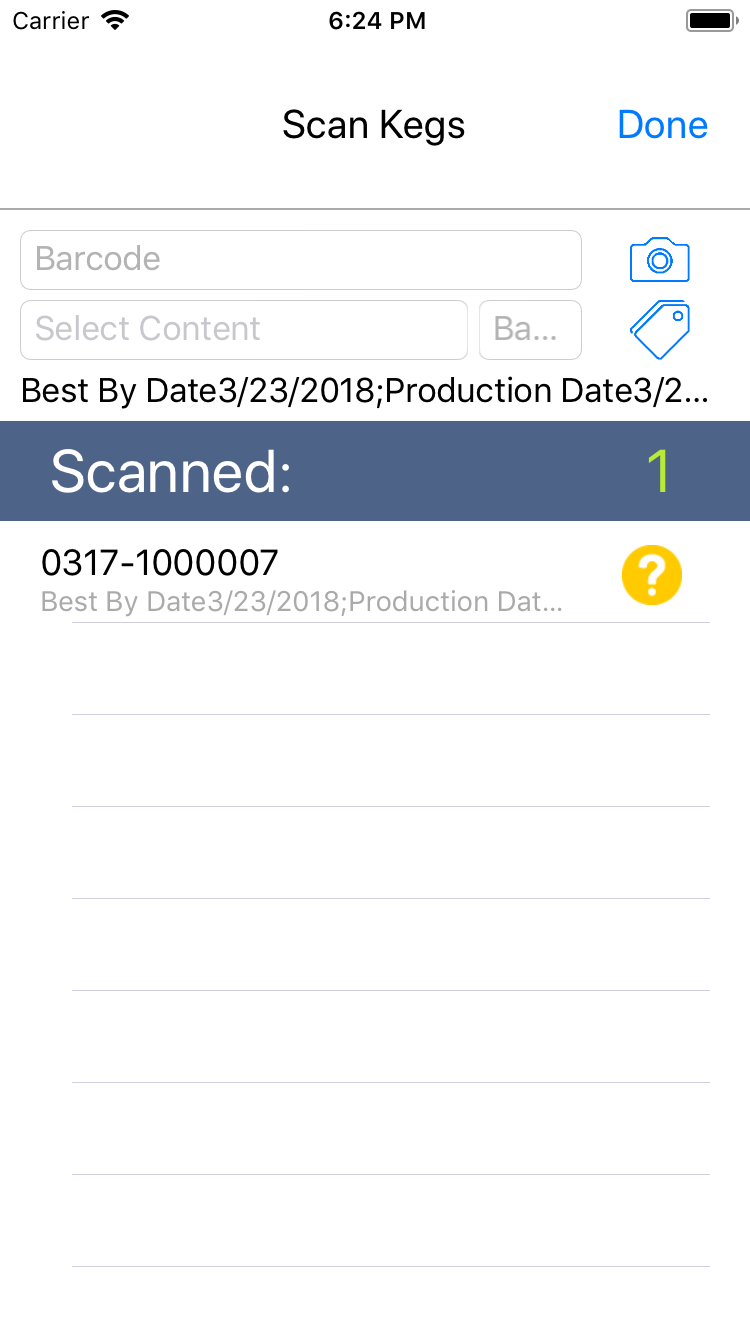 Carrier 6:24 PM
Scan Kegs Done
Barcode
Select Content Ba...
Best By Date3/23/2018;Production Date3/2...
Scanned: 1
0317-1000007 ?
Best By Date3/23/2018;Production Dat...